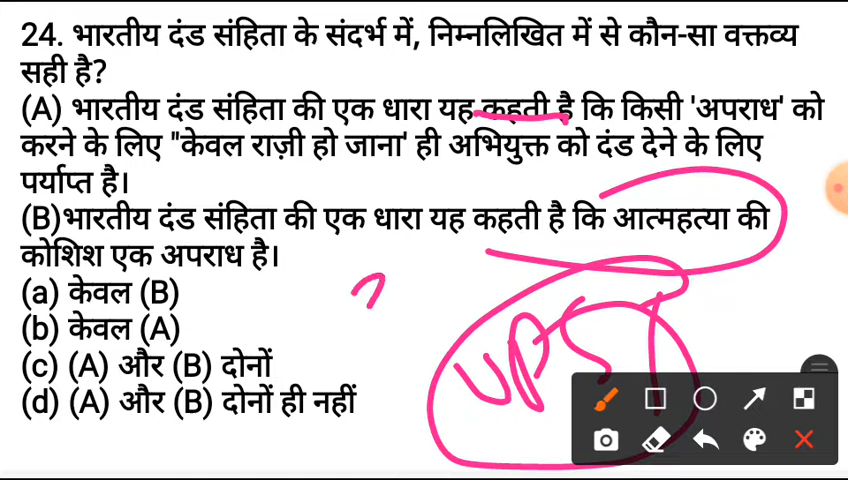 24. भारतीय दंड संहिता के संदर्भ में, निम्नलिखित में से कौन-सा वक्तव्य
सही है?
(A) भारतीय दंड संहिता की एक धारा यह कहती है कि किसी 'अपराध' को
करने के लिए "केवल राज़ी हो जाना' ही अभियुक्त को दंड देने के लिए
पर्याप्त है।
(B)भारतीय दंड संहिता की एक धारा यह कहती है कि आत्महत्या की
कोशिश एक अपराध है।
(a) केवल (B)
(b) केवल (A)
(c) (A) और (B) दोनों
(d) (A) और (B) दोनों ही नहीं